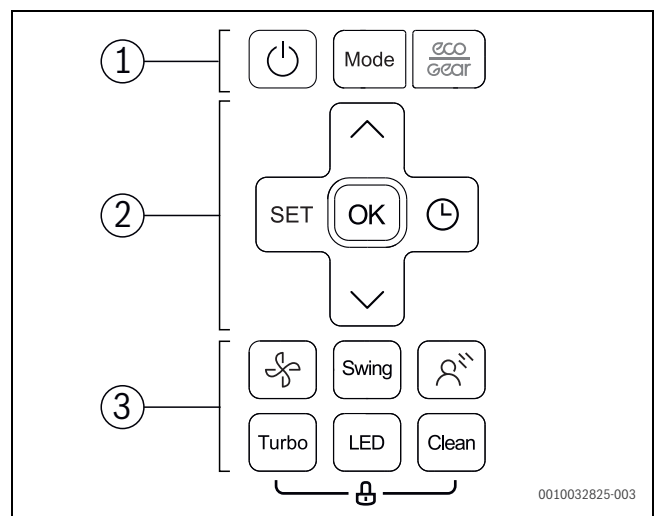 1
Mode
eco
Gear
2
SET
OK
3
Swing
Turbo
LED
Clean
0010032825-003